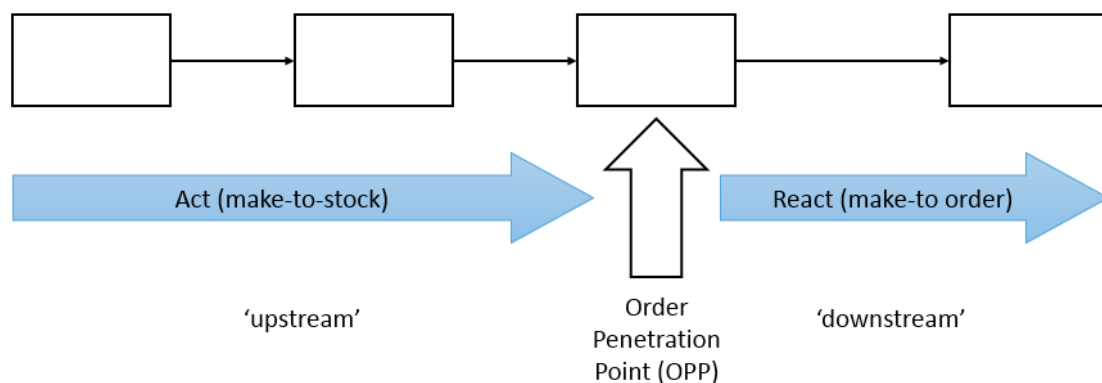 Act (make-to-stock)
React (make-to order)
‘upstream’
Order
Penetration
Point (OPP)
‘downstream’